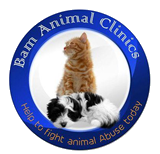 Bam Animal Clinics
Help to fight animal Abuse today